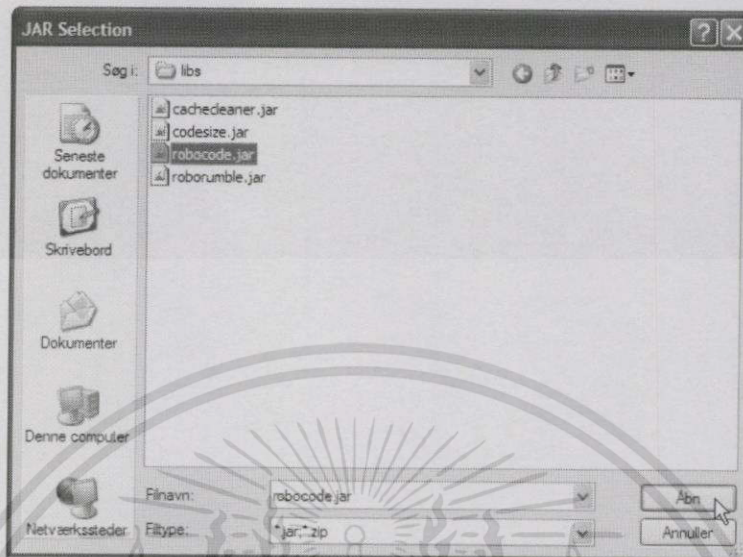 JAR Selection
Søg i: libs
cachecleaner.jar
codesize.jar
robocode.jar
roborumble.jar
Seneste
dokumenter
Skrivebord
Dokumenter
Denne computer
Netværkssteder
Filnavn: robocode.jar
Åbn
Filtype: *.jar;*.zip
Annuller